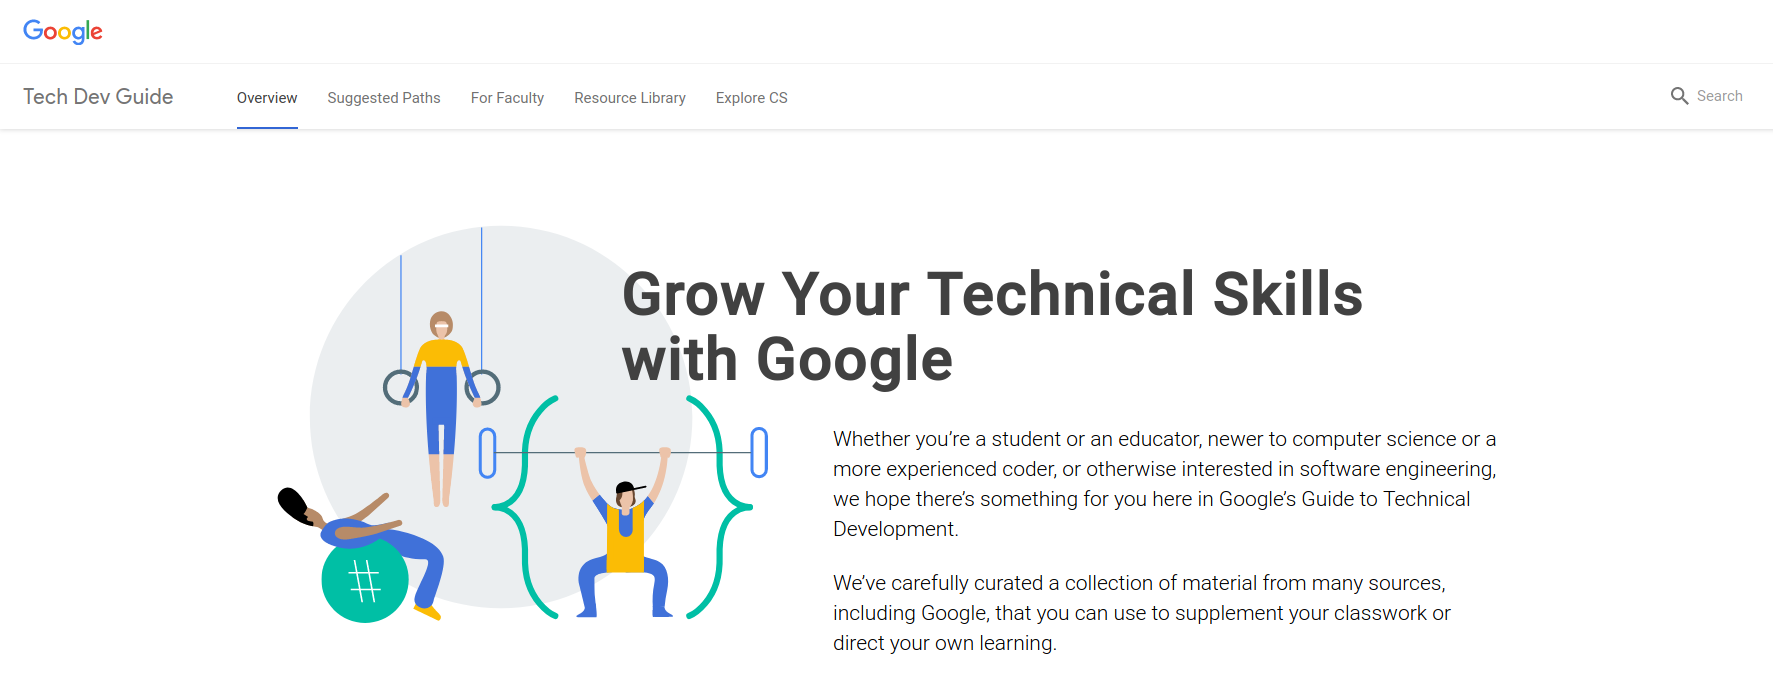 Google
Tech Dev Guide
Overview
Suggested Paths
For Faculty
Resource Library
Explore CS
Search
Grow Your Technical Skills
with Google
Whether you’re a student or an educator, newer to computer science or a
more experienced coder, or otherwise interested in software engineering,
we hope there’s something for you here in Google’s Guide to Technical
Development.
We’ve carefully curated a collection of material from many sources,
including Google, that you can use to supplement your classwork or
direct your own learning.
#